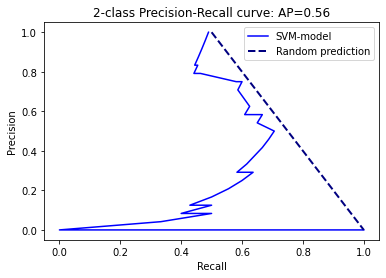 2-class Precision-Recall curve: AP=0.56
SVM-model
Random prediction
1.0
0.8
0.6
0.4
0.2
0.0
Precision
0.0 0.2 0.4 0.6 0.8 1.0
Recall